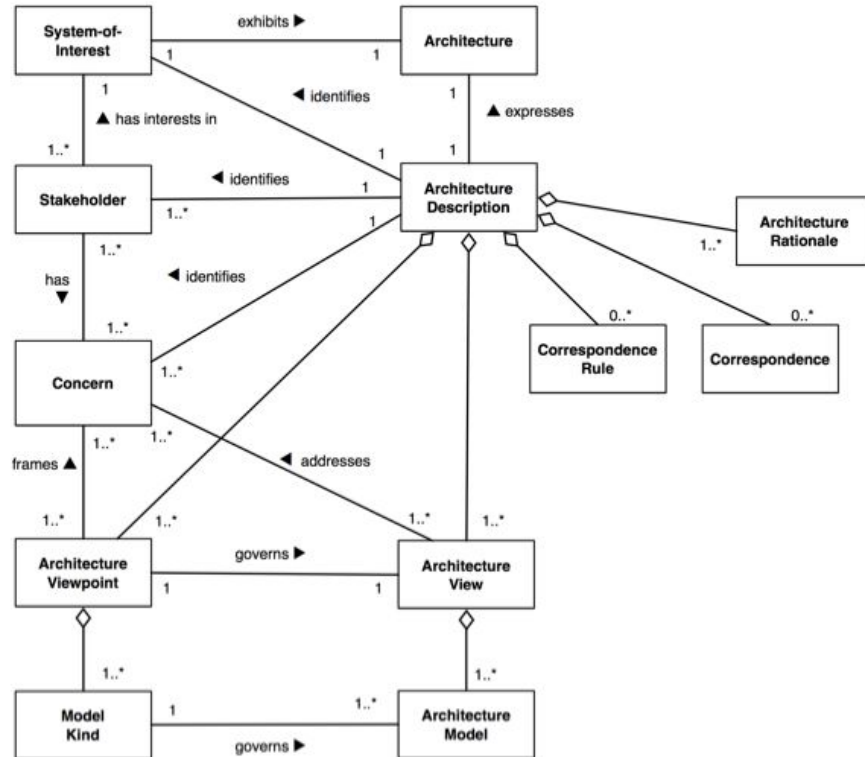 System-of-
Interest
exhibits ▶
Architecture
1
1
1
1
◀ identifies
▲ has interests in
▲ expresses
1..*
1
1
Stakeholder
◀ identifies
1
Architecture
Description
1..*
1
Architecture
Rationale
1..*
1..*
has
▼
◀ identifies
1..*
0..*
0..*
Correspondence
Rule
Correspondence
Concern
1..*
1..*
1..*
frames ▲
◀ addresses
1..*
1..*
1..*
1..*
Architecture
Viewpoint
governs ▶
Architecture
View
1
1
1..*
1..*
Model
Kind
1
1..*
Architecture
Model
governs ▶